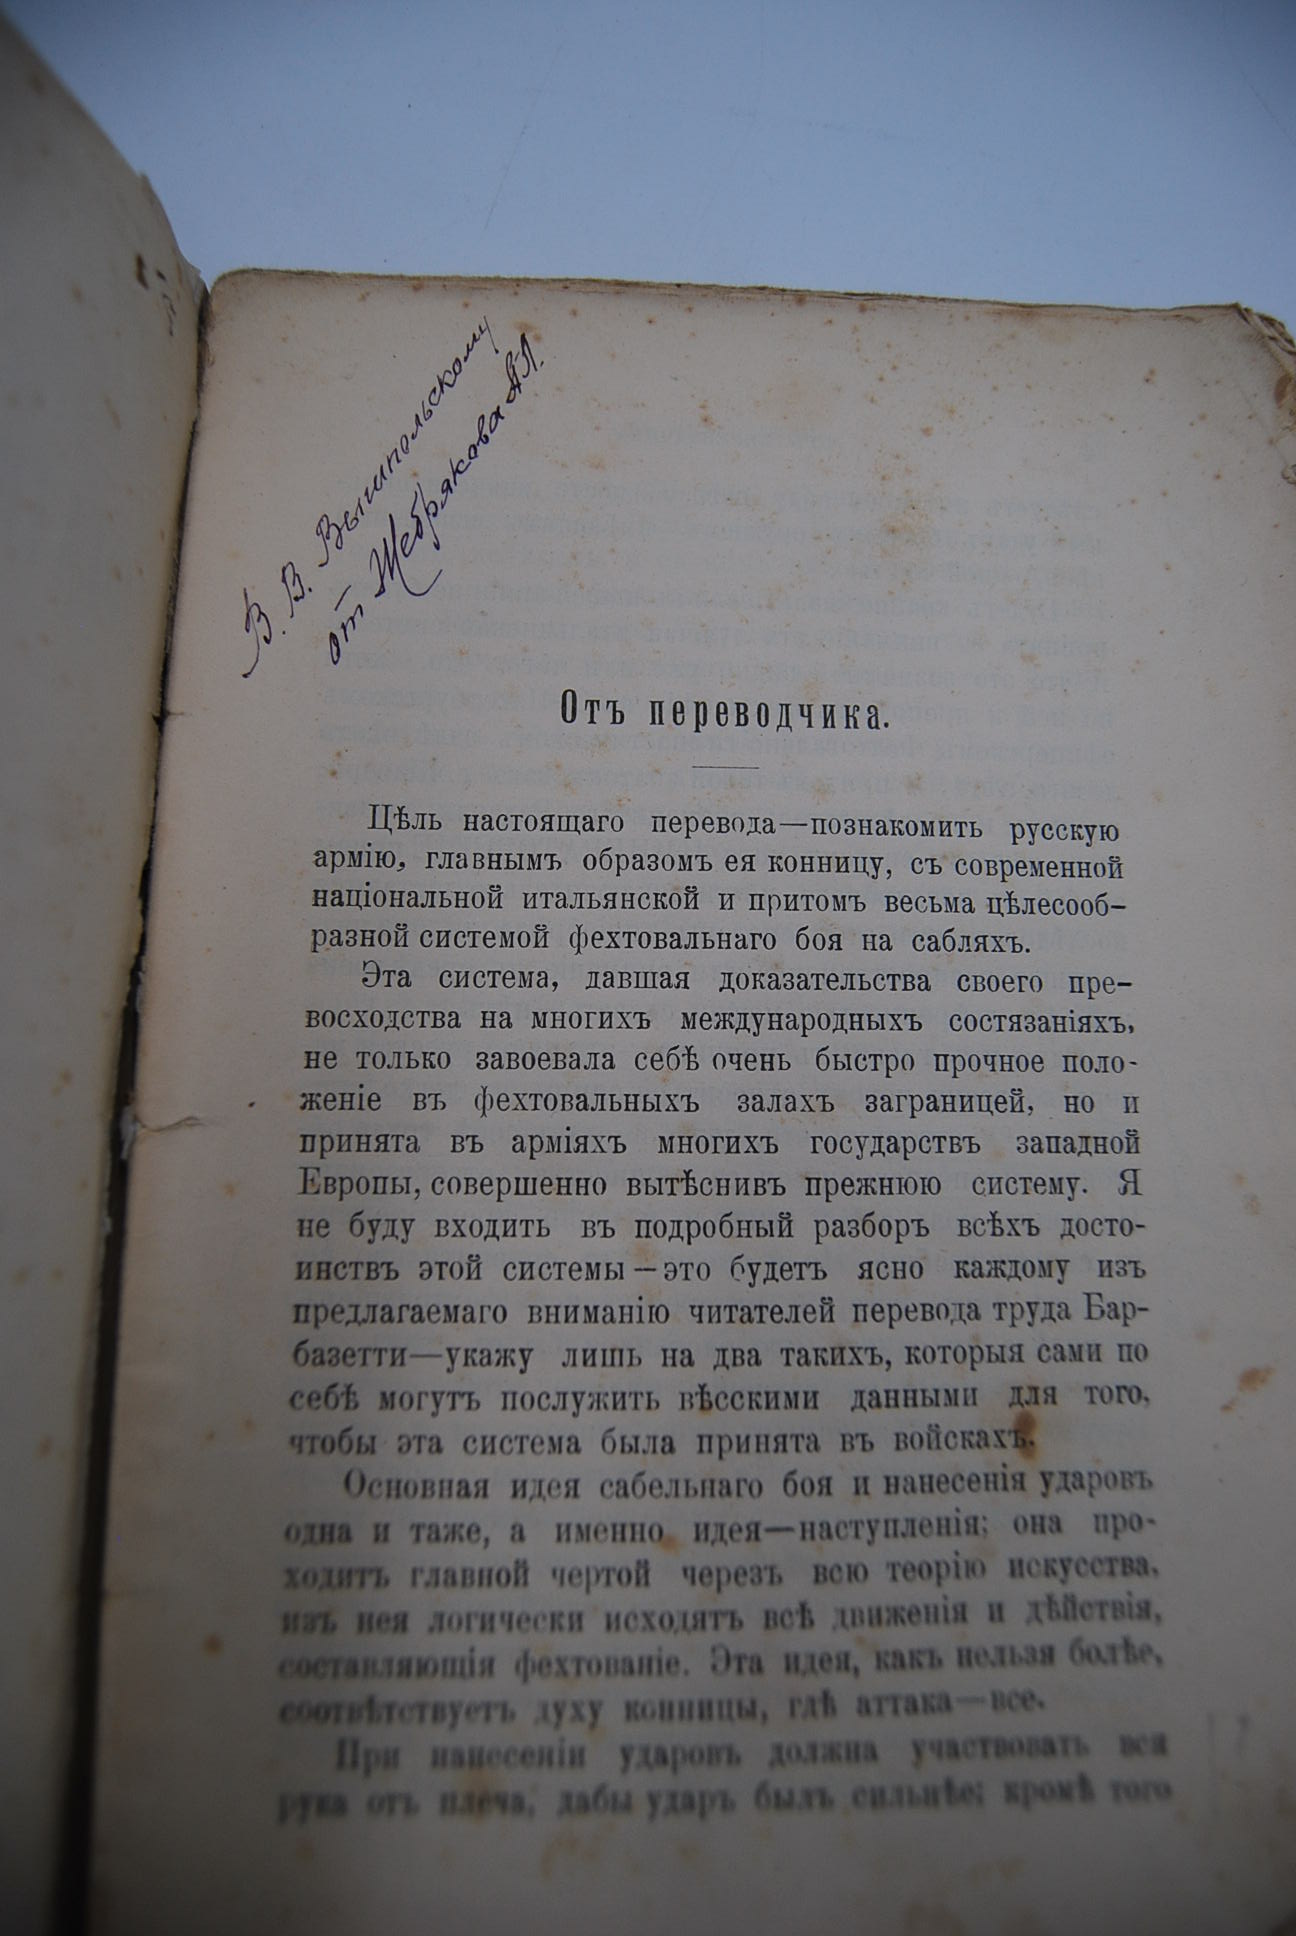 В. В. Вышпольскому
от Жебрякова А.Л.
Отъ переводчика.
Цѣль настоящаго перевода—познакомить русскую
армію, главнымъ образомъ ея конницу, съ современной
національной итальянской и притомъ весьма цѣлесооб-
разной системой фехтовальнаго боя на сабляхъ.
Эта система, давшая доказательства своего пре-
восходства на многихъ международныхъ состязаніяхъ,
не только завоевала себѣ очень быстро прочное поло-
женіе въ фехтовальныхъ залахъ заграницей, но и
принята въ арміяхъ многихъ государствъ западной
Европы, совершенно вытѣснивъ прежнюю систему. Я
не буду входить въ подробный разборъ всѣхъ досто-
инствъ этой системы—это будетъ ясно каждому изъ
предлагаемаго вниманію читателей перевода труда Бар-
базетти—укажу лишь на два такихъ, которыя сами по
себѣ могутъ послужить вѣсскими данными для того,
чтобы эта система была принята въ войскахъ.
Основная идея сабельнаго боя и нанесенія ударовъ
одна и таже, а именно идея—наступленія; она про-
ходитъ главной чертой черезъ всю теорію искусства,
изъ нея логически исходятъ всѣ движенія и дѣйствія,
составляющія фехтованіе. Эта идея, какъ нельзя болѣе,
соотвѣтствуетъ духу конницы, гдѣ аттака—все.
При нанесеніи ударовъ должна участвовать вся
рука отъ плеча, дабы ударъ былъ сильнѣе; кромѣ того